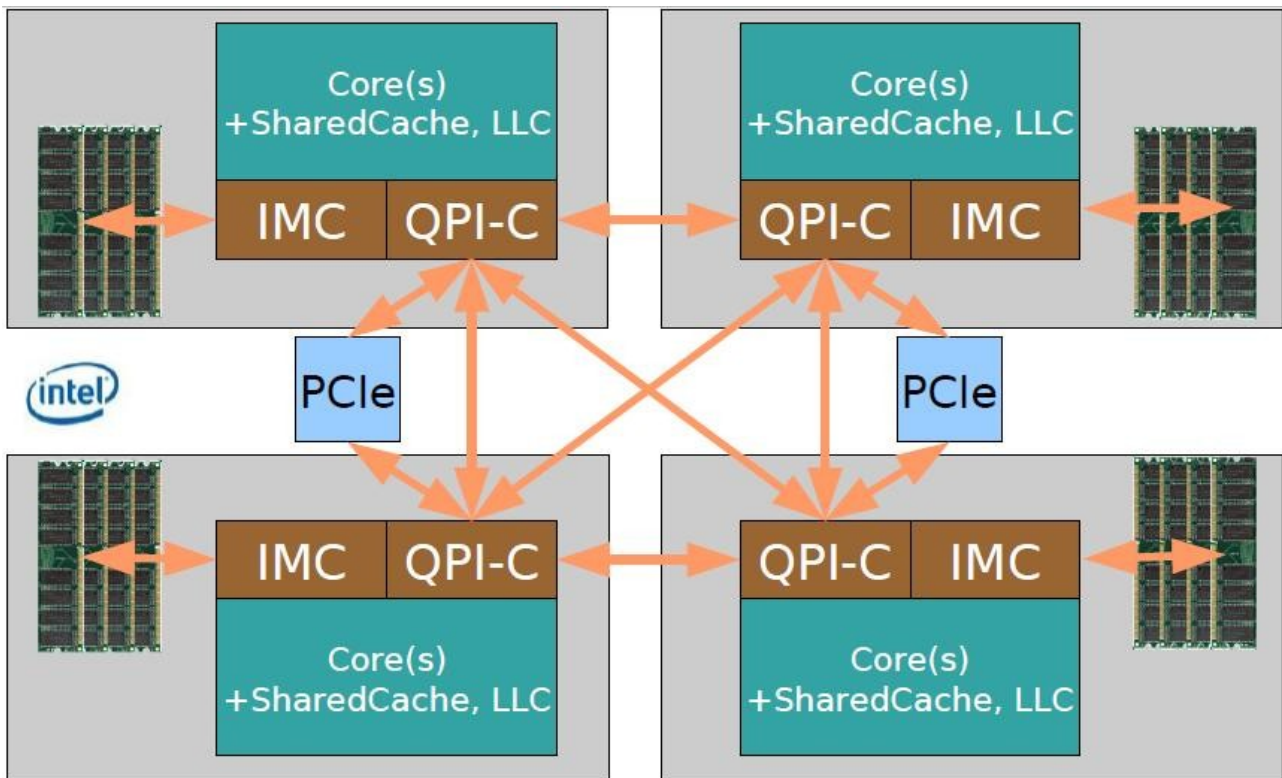 Core(s)
+SharedCache, LLC
Core(s)
+SharedCache, LLC
IMC
QPI-C
QPI-C
IMC
PCIe
PCIe
intel
IMC
QPI-C
QPI-C
IMC
Core(s)
+SharedCache, LLC
Core(s)
+SharedCache, LLC